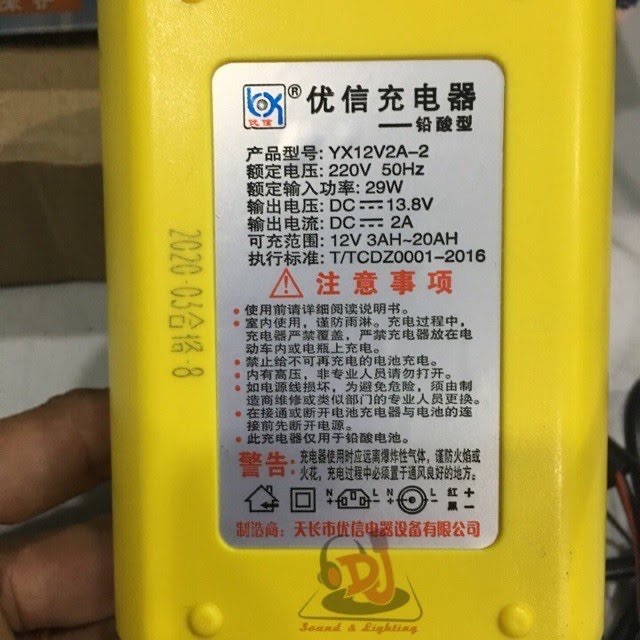 优信®优信充电器
——铅酸型
产品型号: YX12V2A-2
额定电压: 220V 50Hz
额定输入功率: 29W
输出电压: DC 13.8V
输出电流: DC 2A
可充范围: 12V 3AH~20AH
执行标准: T/TCDZ0001-2016
注意事项
•使用前请详细阅读说明书。
•室内使用，谨防雨淋。充电过程中，
充电器严禁覆盖，严禁充电器放在电
动车内或电瓶上充电。
•禁止给不可再充电的电池充电。
•内有高压，非专业人员请勿打开。
•如电源线损坏，为避免危险，须由制
造商维修或类似部门的专业人员更换。
•在接通或断开电池充电器与电池的连
接前先断开电源。
•此充电器仅用于铅酸电池。
警告: 充电器使用时应远离爆炸性气体，谨防火焰或
火花，充电过程中必须置于通风良好的地方。
N L N L 红 +
黑 −
制造商: 天长市优信电器设备有限公司
2020-03合格-8
DJ
Sound & Lighting